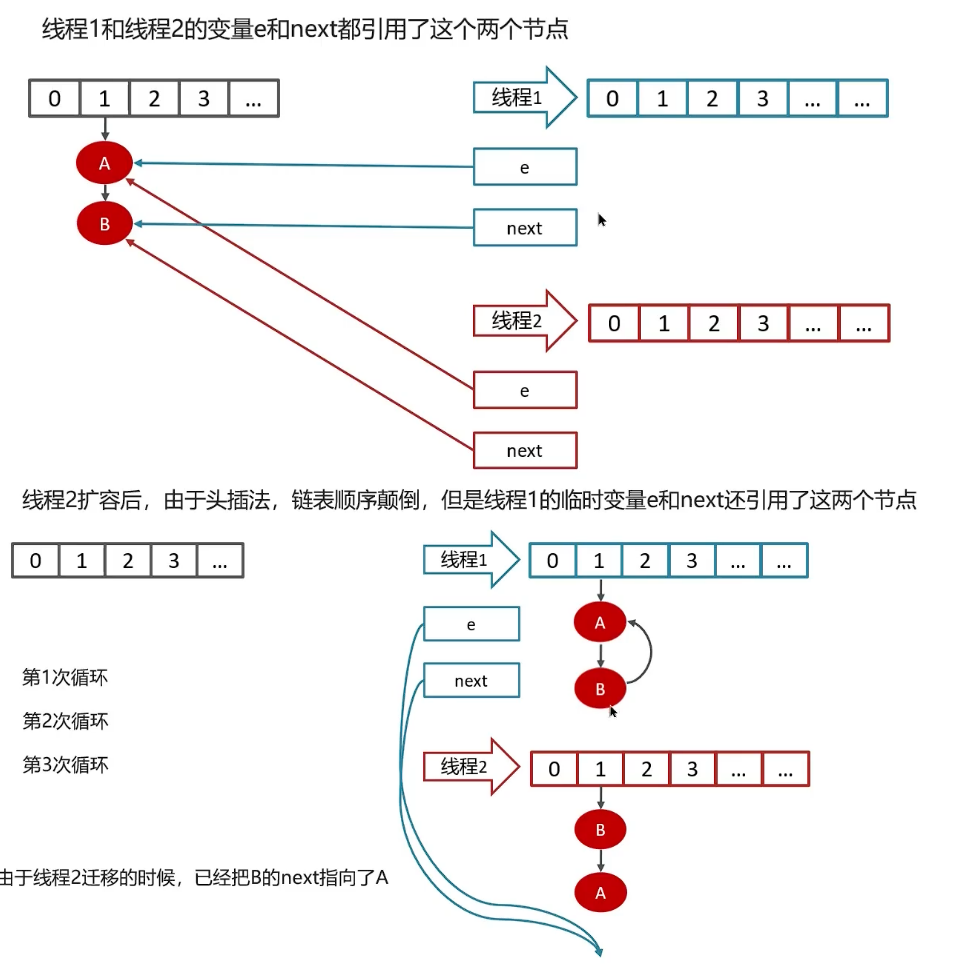 线程1和线程2的变量e和next都引用了这个两个节点
0 1 2 3 ...
线程1
0 1 2 3 ... ...
A
e
B
next
线程2
0 1 2 3 ... ...
e
next
线程2扩容后，由于头插法，链表顺序颠倒，但是线程1的临时变量e和next还引用了这两个节点
0 1 2 3 ...
线程1
0 1 2 3 ... ...
e
A
next
B
第1次循环
第2次循环
第3次循环
线程2
0 1 2 3 ... ...
B
A
由于线程2迁移的时候，已经把B的next指向了A